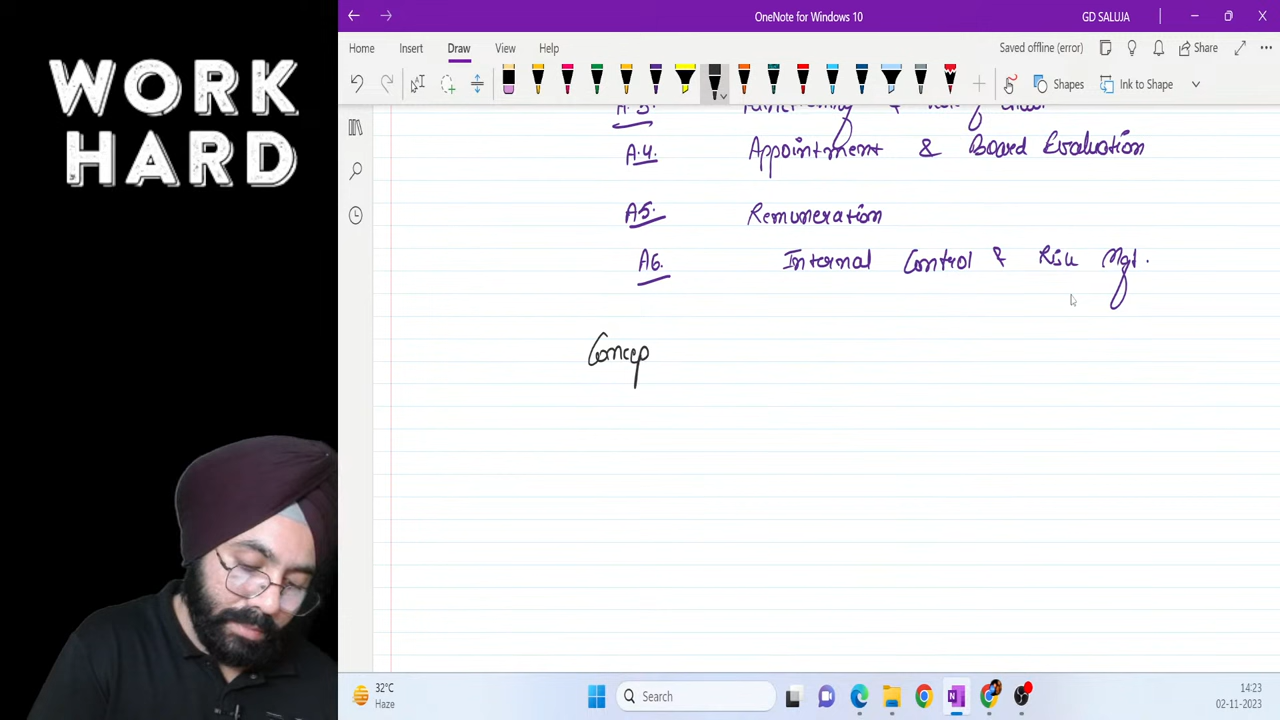 WORK
HARD
OneNote for Windows 10
GD SALUJA
Home Insert Draw View Help
Saved offline (error)
Share
Shapes
Ink to Share
A.3.
A.4. Appointment & Board Evaluation
A5. Remuneration
A6. Internal Control & Risk Mgt.
Concep
32°C
Haze
Search
14:23
02-11-2023